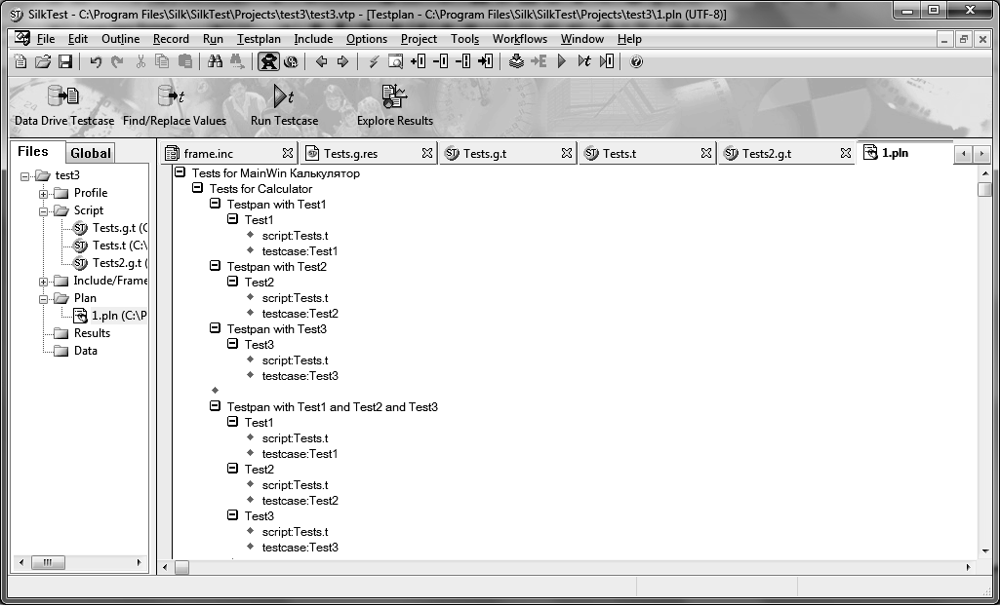 SilkTest - C:\Program Files\Silk\SilkTest\Projects\test3\test3.vtp - [Testplan - C:\Program Files\Silk\SilkTest\Projects\test3\1.pln (UTF-8)]
File Edit Outline Record Run Testplan Include Options Project Tools Workflows Window Help
Data Drive Testcase Find/Replace Values Run Testcase Explore Results
Files Global
frame.inc Tests.g.res Tests.g.t Tests.t Tests2.g.t 1.pln
test3
Profile
Script
Tests.g.t (C
Tests.t (C:\
Tests2.g.t (
Include/Frame
Plan
1.pln (C:\P
Results
Data
Tests for MainWin Калькулятор
Tests for Calculator
Testpan with Test1
Test1
script:Tests.t
testcase:Test1
Testpan with Test2
Test2
script:Tests.t
testcase:Test2
Testpan with Test3
Test3
script:Tests.t
testcase:Test3
Testpan with Test1 and Test2 and Test3
Test1
script:Tests.t
testcase:Test1
Test2
script:Tests.t
testcase:Test2
Test3
script:Tests.t
testcase:Test3